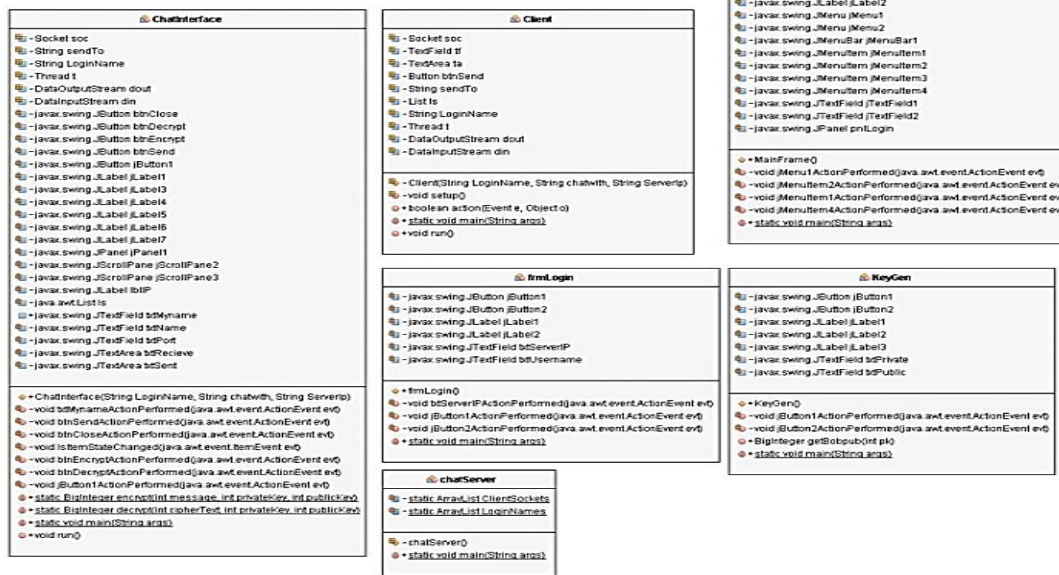 ChatInterface
- Socket soc
- String sendTo
- String LoginName
- Thread t
- DataOutputStream dout
- DataInputStream din
- javax.swing.JButton btnClose
- javax.swing.JButton btnDecrypt
- javax.swing.JButton btnEncrypt
- javax.swing.JButton btnSend
- javax.swing.JButton jButton1
- javax.swing.JLabel jLabel1
- javax.swing.JLabel jLabel3
- javax.swing.JLabel jLabel4
- javax.swing.JLabel jLabel5
- javax.swing.JLabel jLabel6
- javax.swing.JLabel jLabel7
- javax.swing.JPanel jPanel1
- javax.swing.JScrollPane jScrollPane2
- javax.swing.JScrollPane jScrollPane3
- javax.swing.JLabel lblIP
- java.awt.List ls
+ javax.swing.JTextField txtMyname
- javax.swing.JTextField txtName
- javax.swing.JTextField txtPort
- javax.swing.JTextArea txtRecieve
- javax.swing.JTextArea txtSent
+ ChatInterface(String LoginName, String chatwith, String ServerIp)
- void txtMynameActionPerformed(java.awt.event.ActionEvent evt)
- void btnSendActionPerformed(java.awt.event.ActionEvent evt)
- void btnCloseActionPerformed(java.awt.event.ActionEvent evt)
- void lsItemStateChanged(java.awt.event.ItemEvent evt)
- void btnEncryptActionPerformed(java.awt.event.ActionEvent evt)
- void btnDecryptActionPerformed(java.awt.event.ActionEvent evt)
- void jButton1ActionPerformed(java.awt.event.ActionEvent evt)
+ static BigInteger encrypt(int message, int privateKey, int publicKey)
+ static BigInteger decrypt(int cipherText, int privateKey, int publicKey)
+ static void main(String args)
+ void run()
Client
- Socket soc
- TextField tf
- TextArea ta
- Button btnSend
- String sendTo
- List ls
- String LoginName
- Thread t
- DataOutputStream dout
- DataInputStream din
- Client(String LoginName, String chatwith, String ServerIp)
- void setup()
+ boolean action(Event e, Object o)
+ static void main(String args)
+ void run()
- javax.swing.JLabel jLabel2
- javax.swing.JMenu jMenu1
- javax.swing.JMenu jMenu2
- javax.swing.JMenuBar jMenuBar1
- javax.swing.JMenuItem jMenuItem1
- javax.swing.JMenuItem jMenuItem2
- javax.swing.JMenuItem jMenuItem3
- javax.swing.JMenuItem jMenuItem4
- javax.swing.JTextField jTextField1
- javax.swing.JTextField jTextField2
- javax.swing.JPanel pnlLogin
+ MainFrame()
- void jMenu1ActionPerformed(java.awt.event.ActionEvent evt)
- void jMenuItem2ActionPerformed(java.awt.event.ActionEvent ev
- void jMenuItem1ActionPerformed(java.awt.event.ActionEvent ev
- void jMenuItem4ActionPerformed(java.awt.event.ActionEvent ev
+ static void main(String args)
frmLogin
- javax.swing.JButton jButton1
- javax.swing.JButton jButton2
- javax.swing.JLabel jLabel1
- javax.swing.JLabel jLabel2
- javax.swing.JTextField txtServerIP
- javax.swing.JTextField txtUsername
+ frmLogin()
- void txtServerIPActionPerformed(java.awt.event.ActionEvent evt)
- void jButton1ActionPerformed(java.awt.event.ActionEvent evt)
- void jButton2ActionPerformed(java.awt.event.ActionEvent evt)
+ static void main(String args)
KeyGen
- javax.swing.JButton jButton1
- javax.swing.JButton jButton2
- javax.swing.JLabel jLabel1
- javax.swing.JLabel jLabel2
- javax.swing.JLabel jLabel3
- javax.swing.JTextField txtPrivate
- javax.swing.JTextField txtPublic
+ KeyGen()
- void jButton1ActionPerformed(java.awt.event.ActionEvent evt)
- void jButton2ActionPerformed(java.awt.event.ActionEvent evt)
+ BigInteger getBobpub(int pk)
+ static void main(String args)
chatServer
- static ArrayList ClientSockets
- static ArrayList LoginNames
- chatServer()
+ static void main(String args)